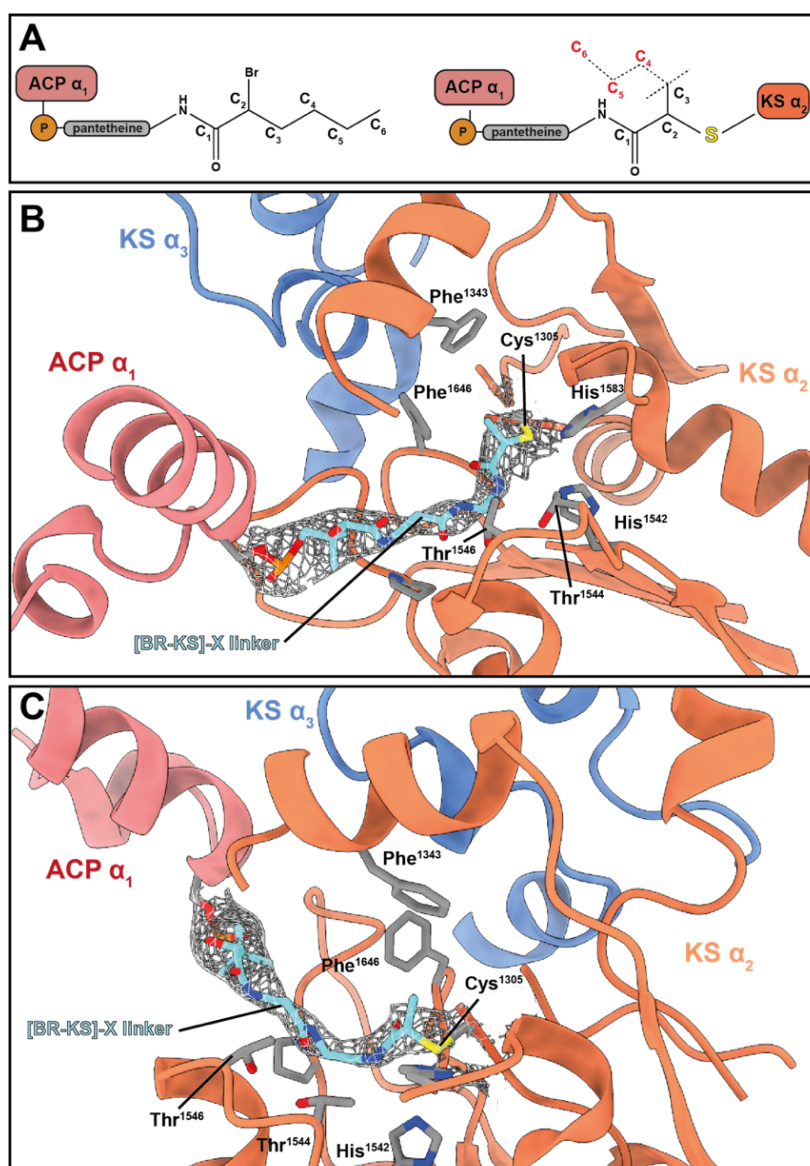 A
ACP α₁
P
pantetheine
H
N
C₁
O
Br
C₂
C₃
C₄
C₅
C₆
ACP α₁
P
pantetheine
H
N
C₁
O
C₆
C₅
C₄
C₃
C₂
S
KS α₂
B
KS α₃
Phe¹³⁴³
Cys¹³⁰⁵
ACP α₁
Phe¹⁶⁴⁶
His¹⁵⁸³
KS α₂
His¹⁵⁴²
Thr¹⁵⁴⁶
Thr¹⁵⁴⁴
[BR-KS]-X linker
C
KS α₃
ACP α₁
Phe¹³⁴³
KS α₂
Phe¹⁶⁴⁶
Cys¹³⁰⁵
[BR-KS]-X linker
Thr¹⁵⁴⁶
Thr¹⁵⁴⁴
His¹⁵⁴²